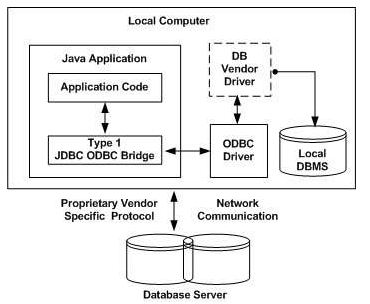 Local Computer
Java Application
Application Code
Type 1
JDBC ODBC Bridge
DB
Vendor
Driver
ODBC
Driver
Local
DBMS
Proprietary Vendor
Specific Protocol
Network
Communication
Database Server